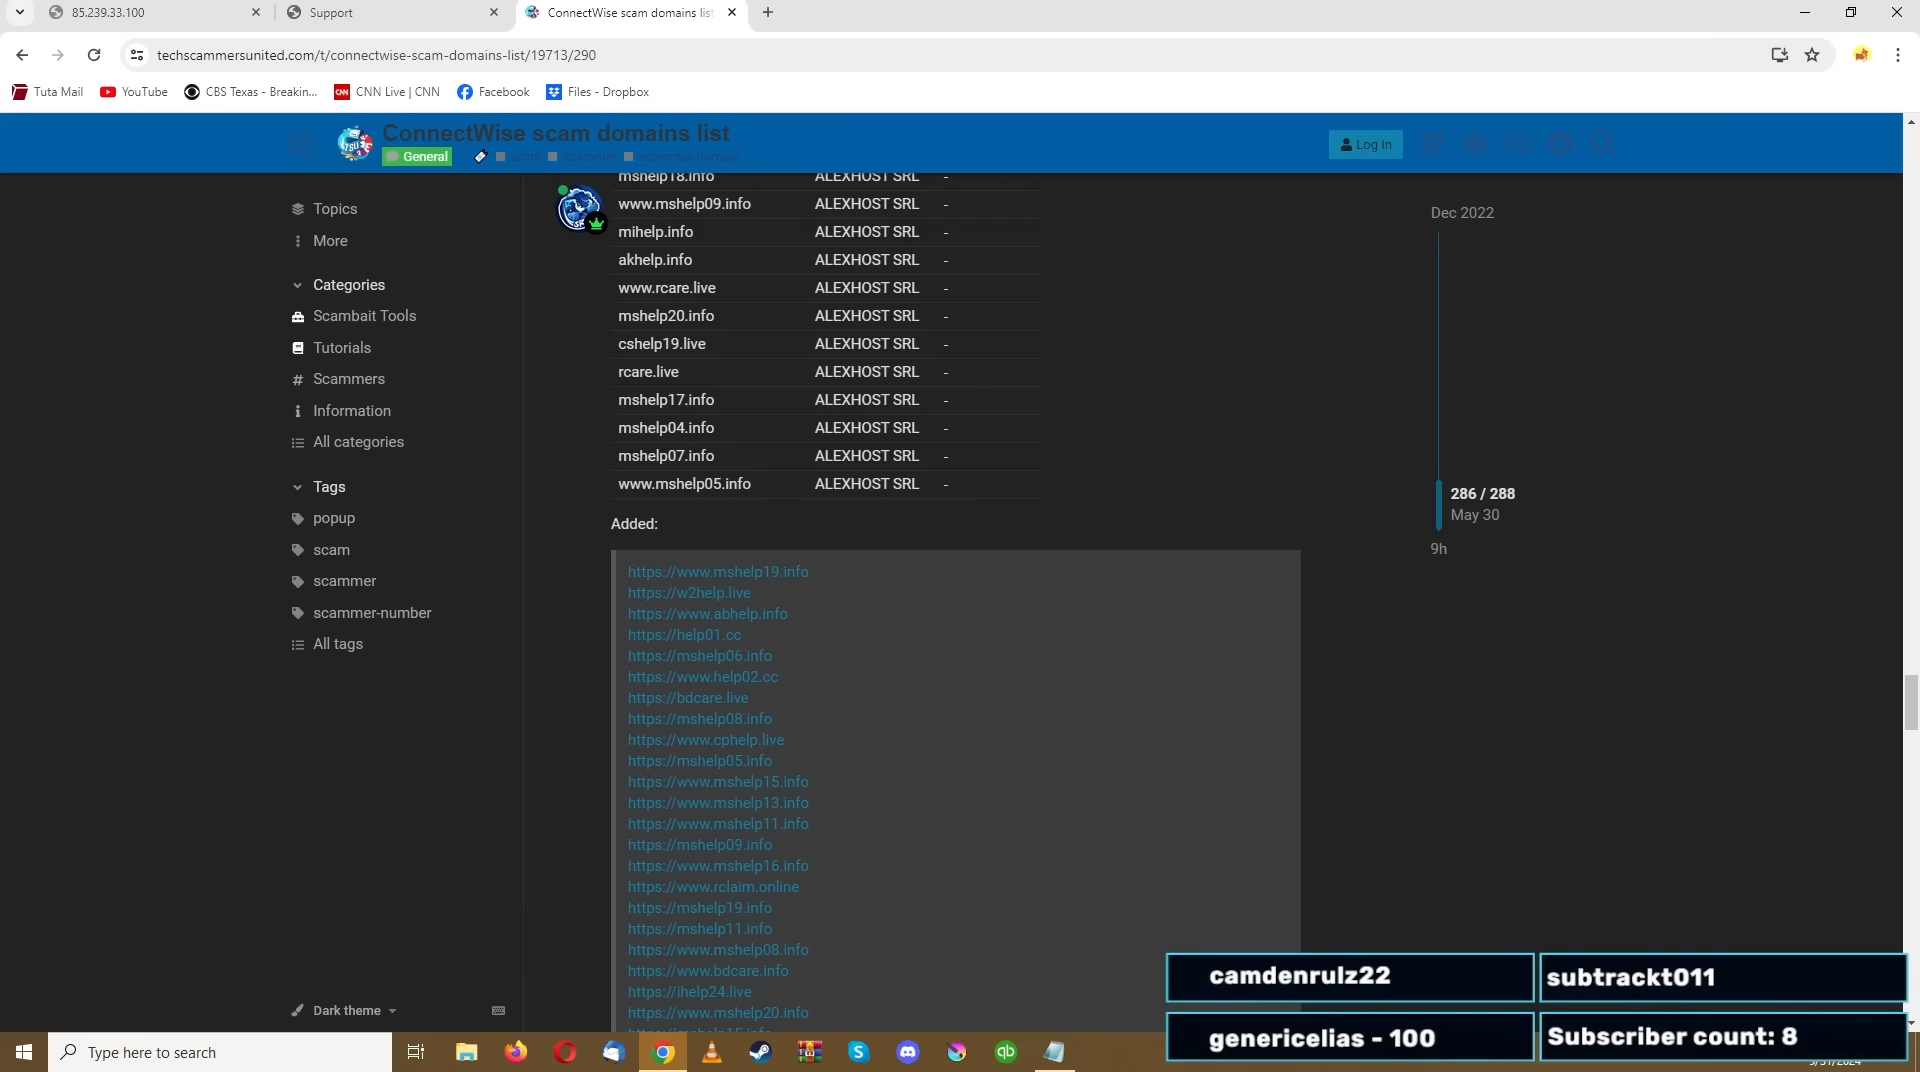 85.239.33.100
Support
ConnectWise scam domains list
techscammersunited.com/t/connectwise-scam-domains-list/19713/290
Tuta Mail
YouTube
CBS Texas - Breakin...
CNN Live | CNN
Facebook
Files - Dropbox
ConnectWise scam domains list
General
scam
scammer
scammer-domain
Log In
Topics
More
Categories
Scambait Tools
Tutorials
Scammers
Information
All categories
Tags
popup
scam
scammer
scammer-number
All tags
Dark theme
mshelp18.info ALEXHOST SRL -
www.mshelp09.info ALEXHOST SRL -
mihelp.info ALEXHOST SRL -
akhelp.info ALEXHOST SRL -
www.rcare.live ALEXHOST SRL -
mshelp20.info ALEXHOST SRL -
cshelp19.live ALEXHOST SRL -
rcare.live ALEXHOST SRL -
mshelp17.info ALEXHOST SRL -
mshelp04.info ALEXHOST SRL -
mshelp07.info ALEXHOST SRL -
www.mshelp05.info ALEXHOST SRL -
Added:
https://www.mshelp19.info
https://w2help.live
https://www.abhelp.info
https://help01.cc
https://mshelp06.info
https://www.help02.cc
https://bdcare.live
https://mshelp08.info
https://www.cphelp.live
https://mshelp05.info
https://www.mshelp15.info
https://www.mshelp13.info
https://www.mshelp11.info
https://mshelp09.info
https://www.mshelp16.info
https://www.rclaim.online
https://mshelp19.info
https://mshelp11.info
https://www.mshelp08.info
https://www.bdcare.info
https://ihelp24.live
https://www.mshelp20.info
https://mshelp15.info
Dec 2022
286 / 288
May 30
9h
camdenrulz22
subtrackt011
genericelias - 100
Subscriber count: 8
Type here to search